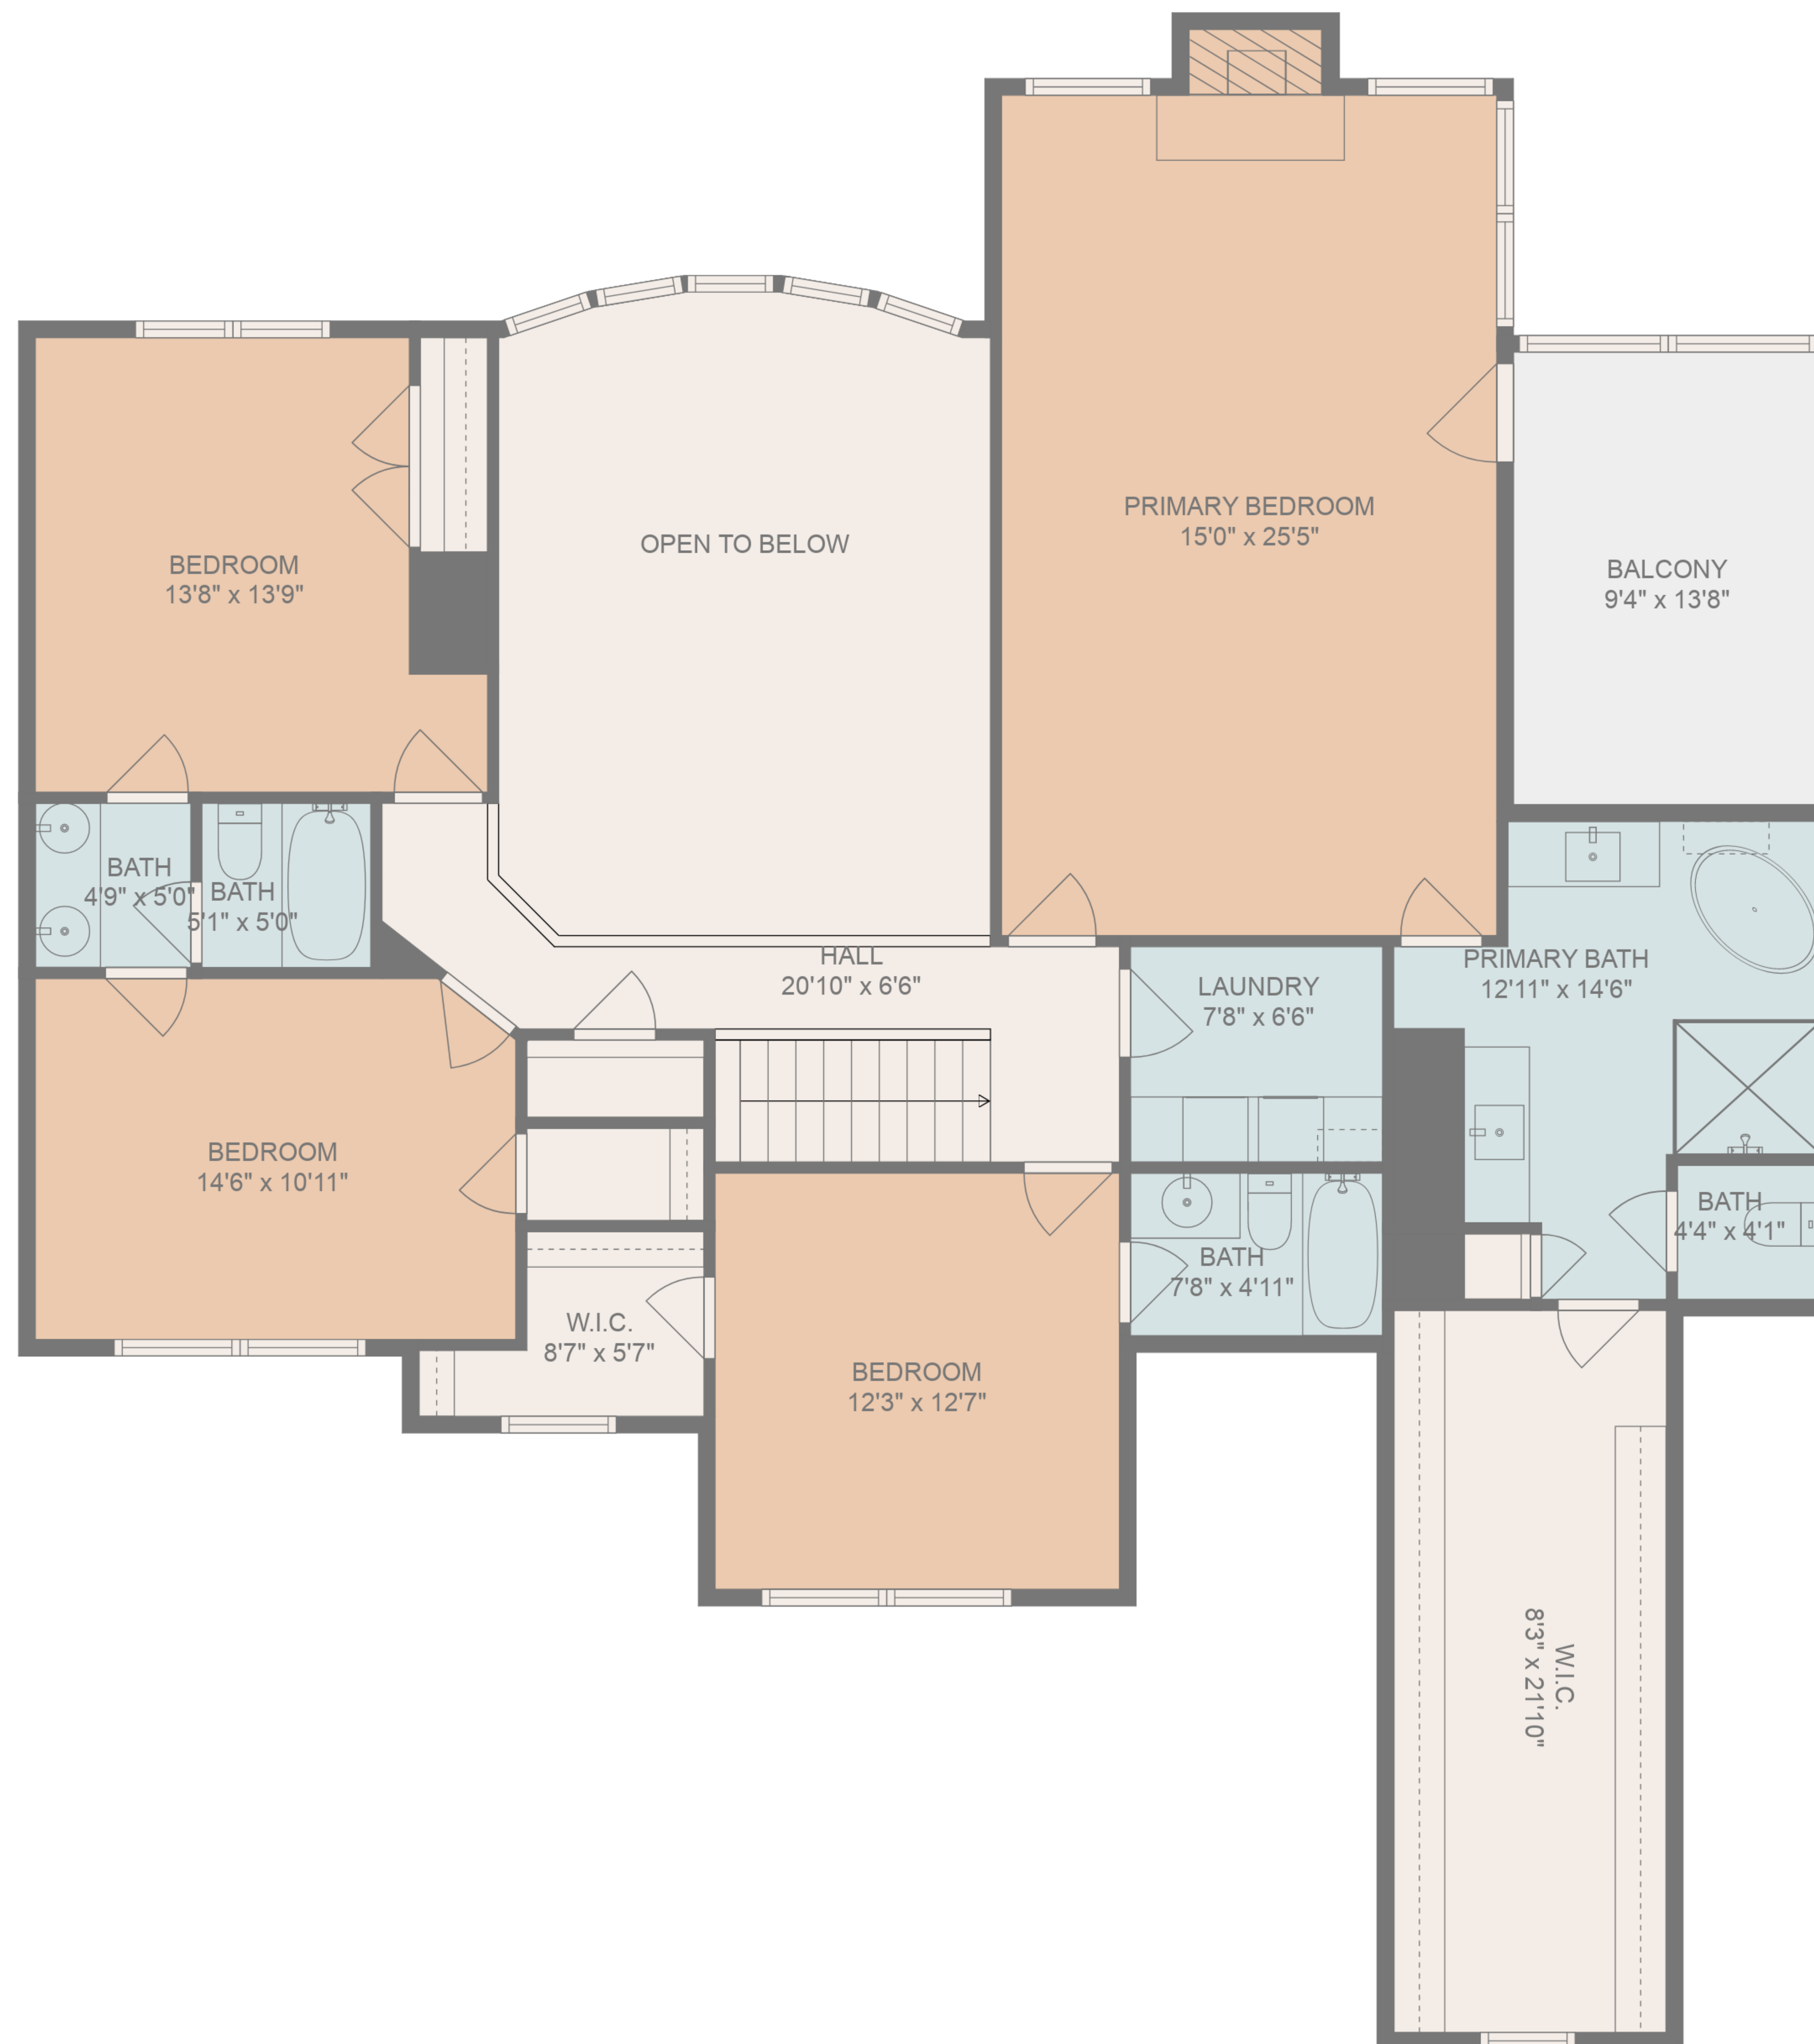 PRIMARY BEDROOM
15'0" x 25'5"
OPEN TO BELOW
BEDROOM
13'8" x 13'9"
BALCONY
9'4" x 13'8"
BATH
4'9" x 5'0"
BATH
5'1" x 5'0"
HALL
20'10" x 6'6"
LAUNDRY
7'8" x 6'6"
PRIMARY BATH
12'11" x 14'6"
BEDROOM
14'6" x 10'11"
BATH
4'4" x 4'1"
BATH
7'8" x 4'11"
W.I.C.
8'7" x 5'7"
BEDROOM
12'3" x 12'7"
W.I.C.
8'3" x 21'10"